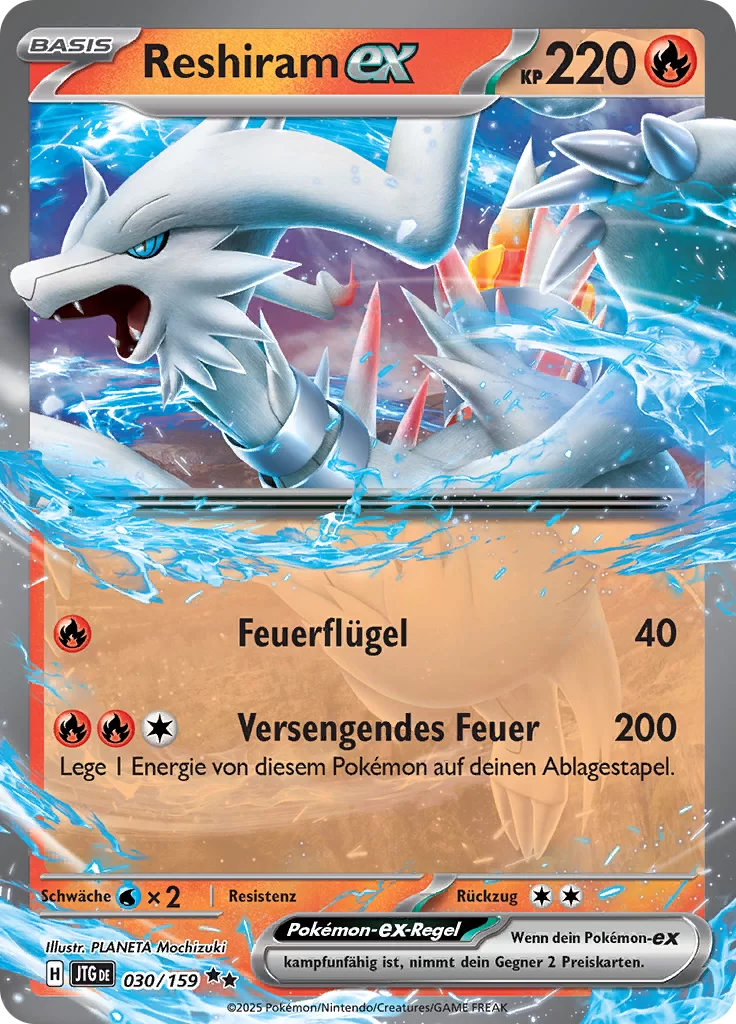 BASIS
Reshiram ex
KP 220
Feuerflügel 40
Versengendes Feuer 200
Lege 1 Energie von diesem Pokémon auf deinen Ablagestapel.
Schwäche ×2 Resistenz Rückzug
Illustr. PLANETA Mochizuki
Pokémon-ex-Regel Wenn dein Pokémon-ex
kampfunfähig ist, nimmt dein Gegner 2 Preiskarten.
H JTG DE 030/159 ★★
©2025 Pokémon/Nintendo/Creatures/GAME FREAK